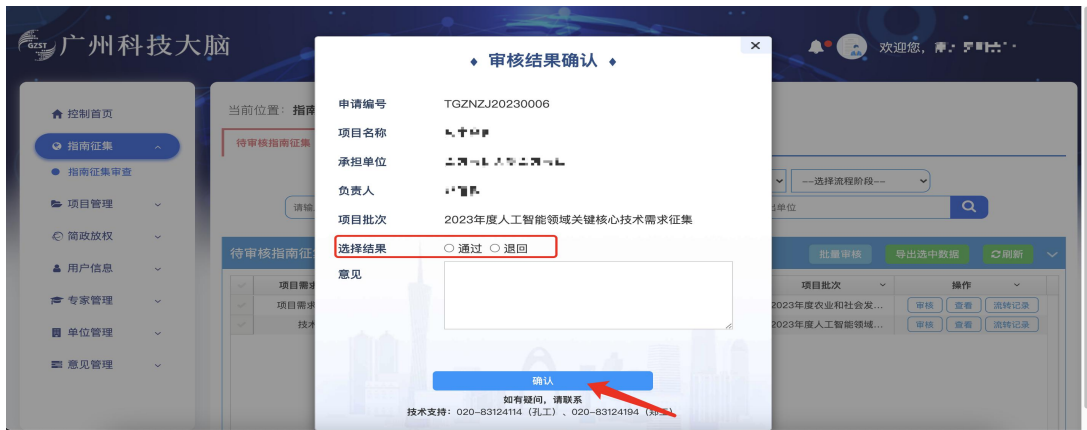 GZST 广州科技大脑
欢迎您,
控制首页
指南征集
指南征集审查
项目管理
简政放权
用户信息
专家管理
单位管理
意见管理
当前位置: 指南
待审核指南征集
请输
--选择流程阶段--
出单位
待审核指南征
批量审核
导出选中数据
刷新
项目需求
项目批次
操作
项目需求
2023年度农业和社会发...
审核
查看
流转记录
技术
2023年度人工智能领域...
审核
查看
流转记录
审核结果确认
×
申请编号 TGZNZJ20230006
项目名称
承担单位
负责人
项目批次 2023年度人工智能领域关键核心技术需求征集
选择结果 通过 退回
意见
确认
如有疑问, 请联系
技术支持: 020-83124114 (孔工) 、020-83124194 (郑工)